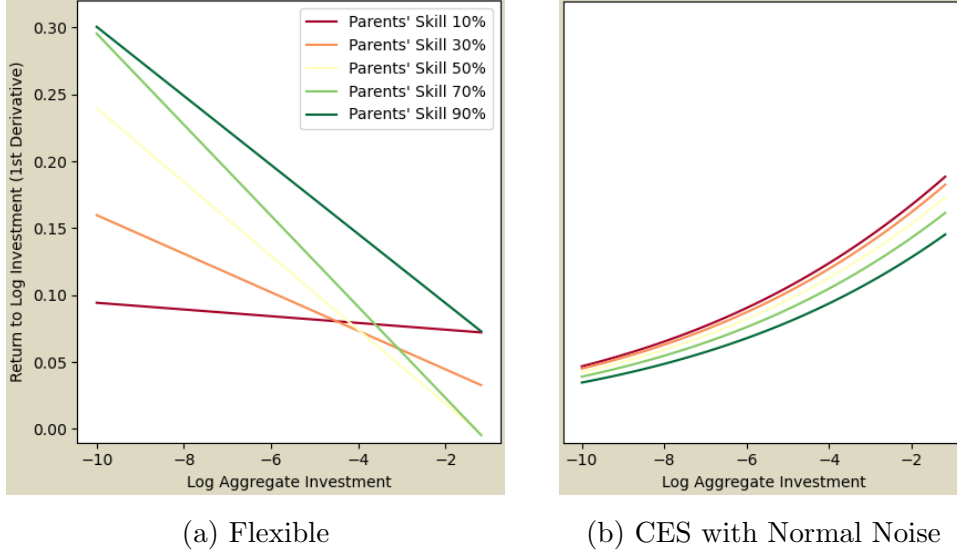 Return to Log Investment (1st Derivative)
0.30
0.25
0.20
0.15
0.10
0.05
0.00
Parents' Skill 10%
Parents' Skill 30%
Parents' Skill 50%
Parents' Skill 70%
Parents' Skill 90%
−10 −8 −6 −4 −2
Log Aggregate Investment
(a) Flexible
−10 −8 −6 −4 −2
Log Aggregate Investment
(b) CES with Normal Noise